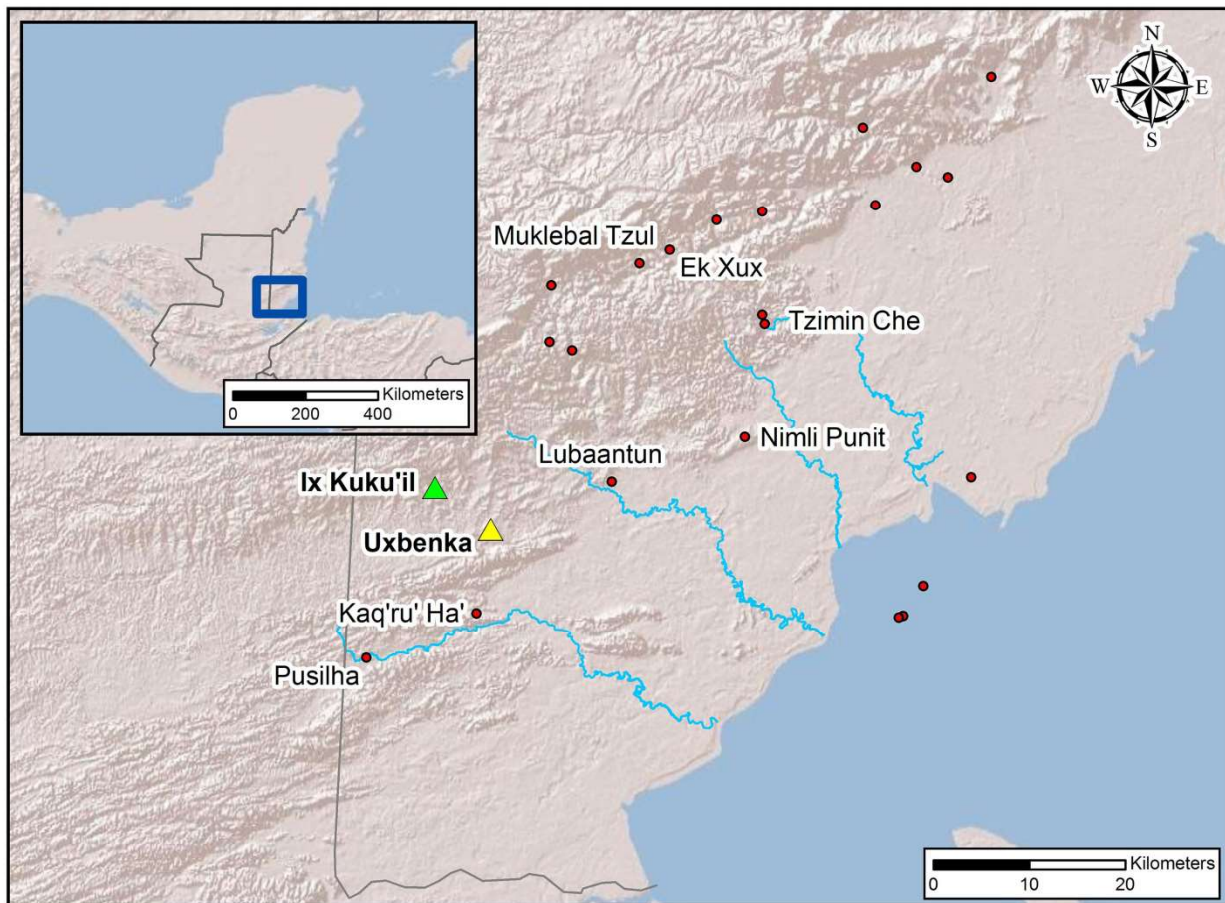 N
W E
S
Muklebal Tzul
Ek Xux
Tzimin Che
Kilometers
0 200 400
Nimli Punit
Lubaantun
Ix Kuku'il
Uxbenka
Kaq'ru' Ha'
Pusilha
Kilometers
0 10 20